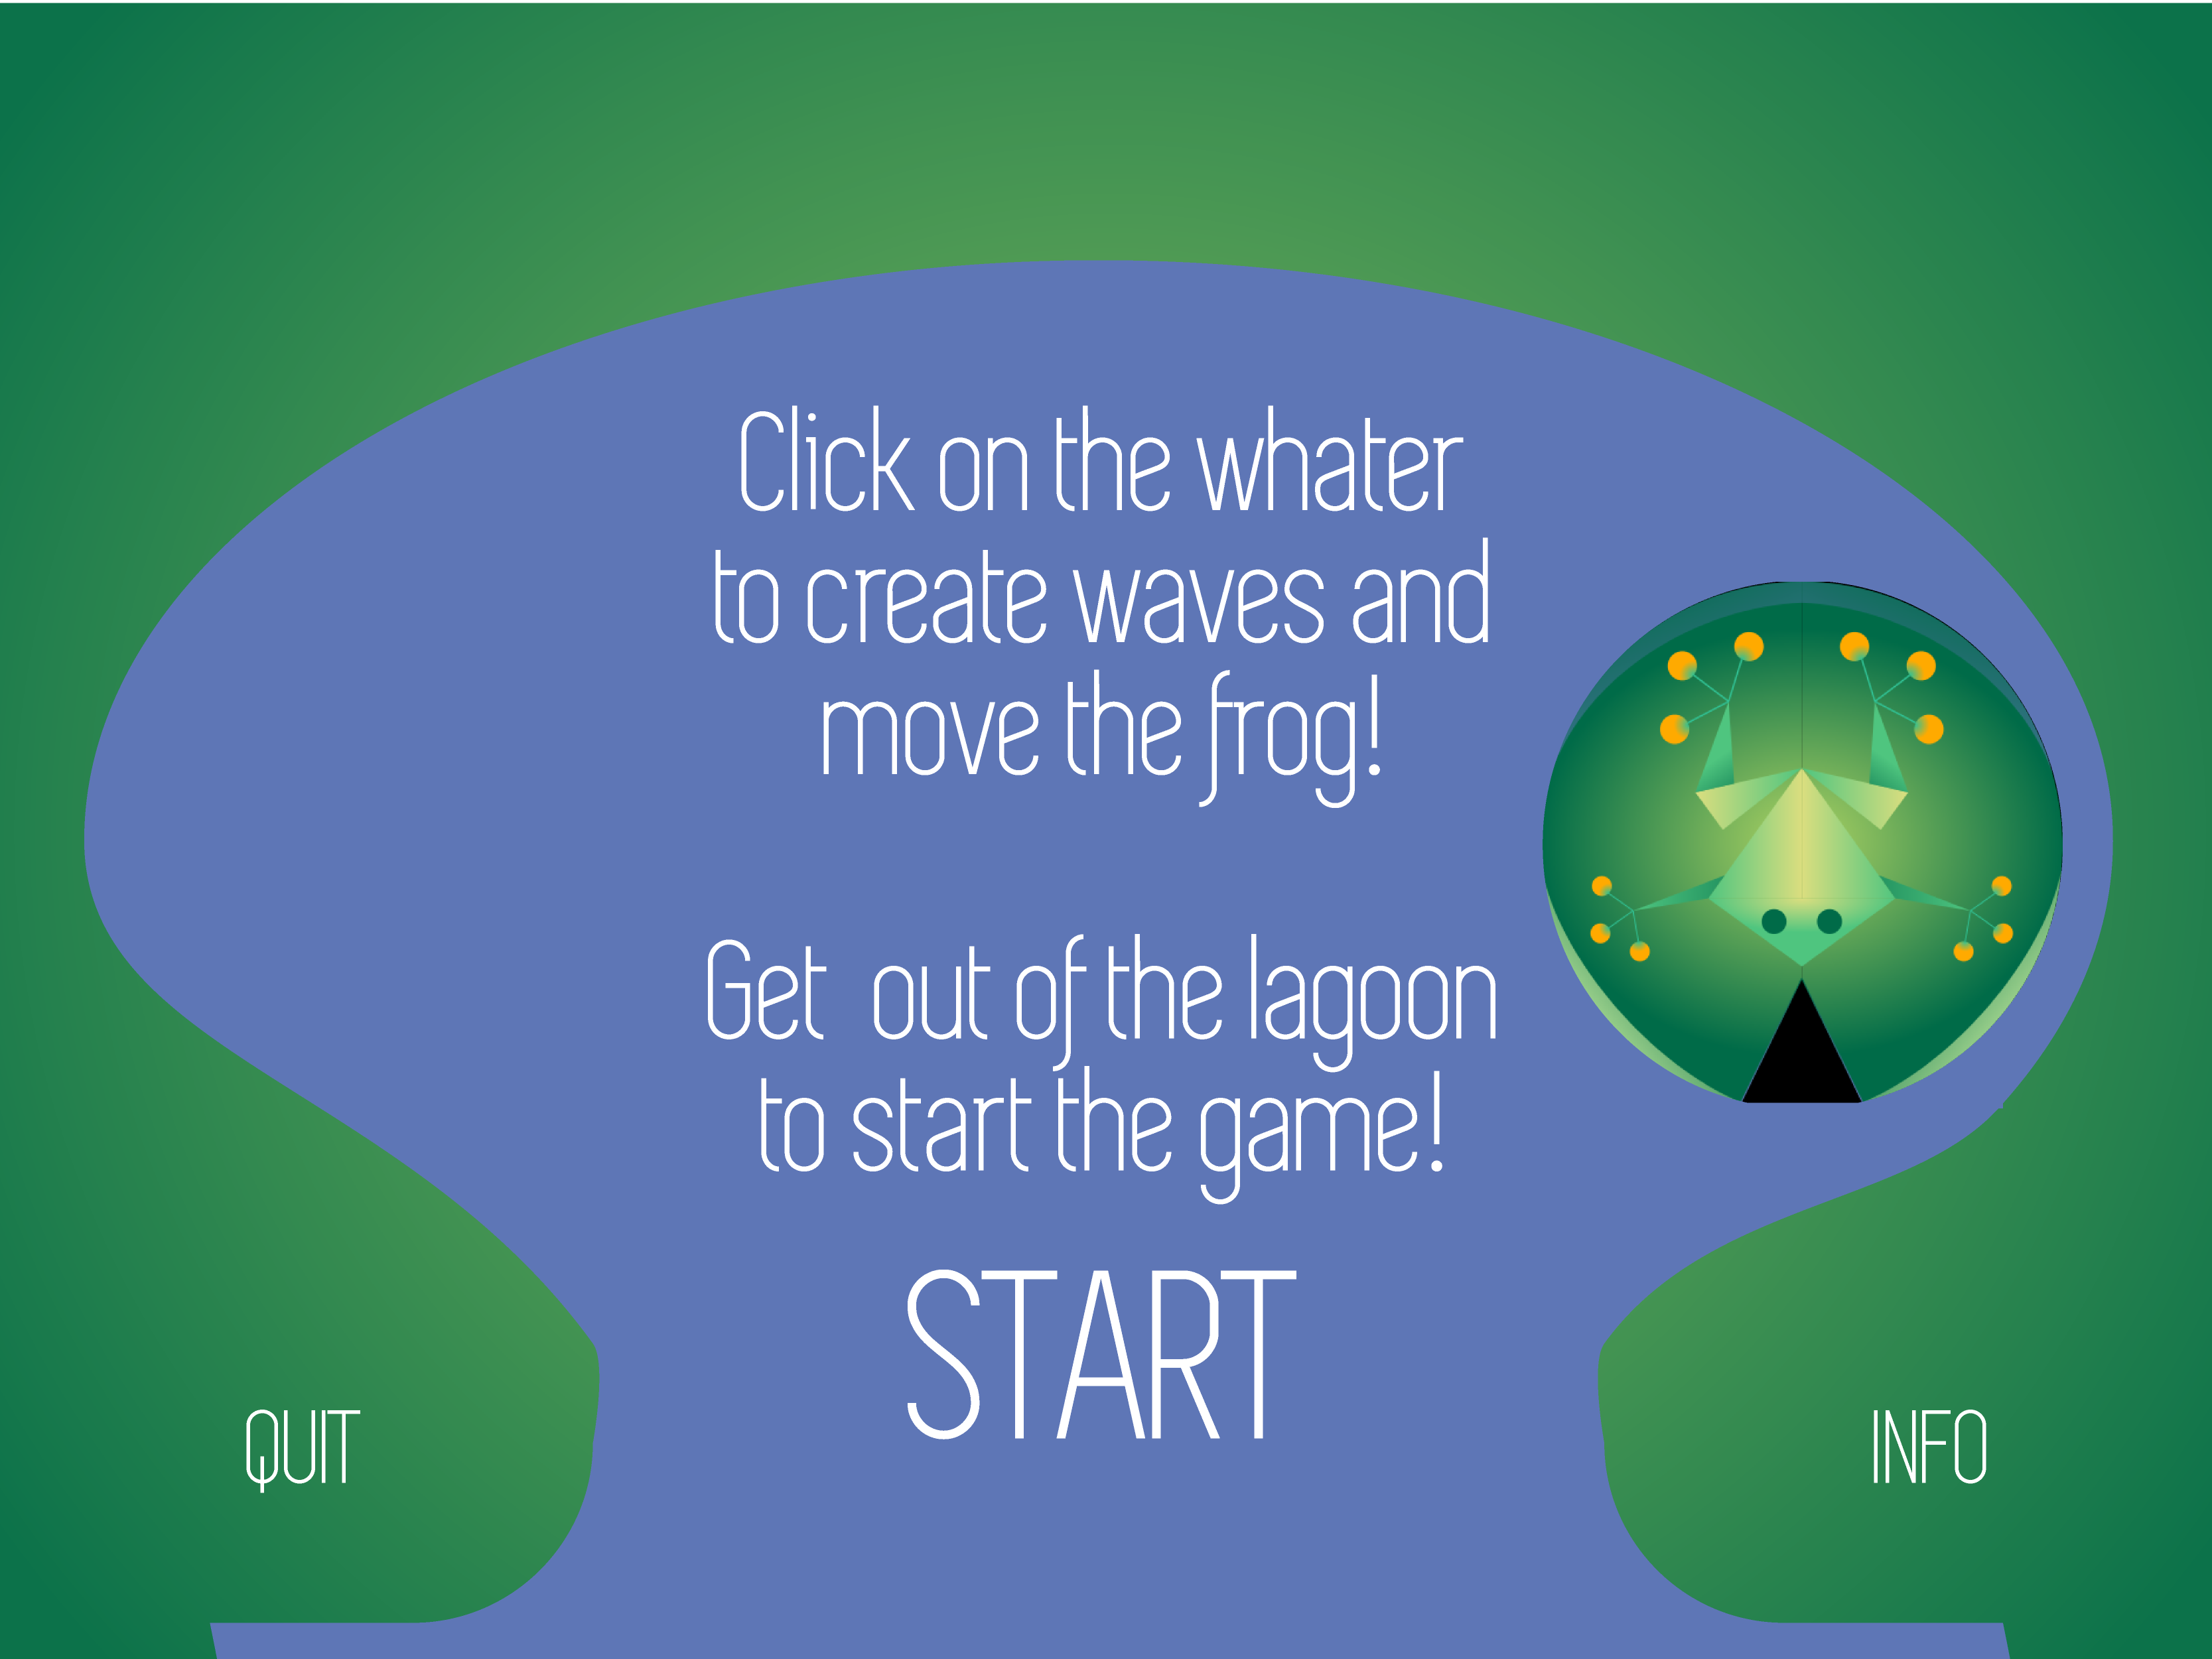 Click on the whater
to create waves and
move the frog!
Get out of the lagoon
to start the game!
START
QUIT
INFO